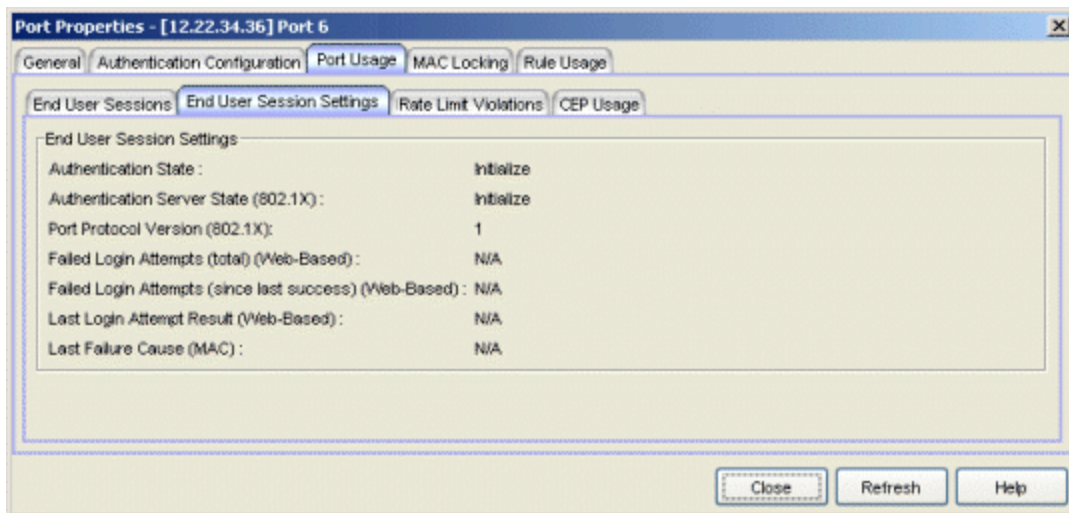 Port Properties - [12.22.34.36] Port 6
General Authentication Configuration Port Usage MAC Locking Rule Usage
End User Sessions End User Session Settings Rate Limit Violations CEP Usage
End User Session Settings
Authentication State : Initialize
Authentication Server State (802.1X) : Initialize
Port Protocol Version (802.1X): 1
Failed Login Attempts (total) (Web-Based) : N/A
Failed Login Attempts (since last success) (Web-Based) : N/A
Last Login Attempt Result (Web-Based) : N/A
Last Failure Cause (MAC) : N/A
Close Refresh Help